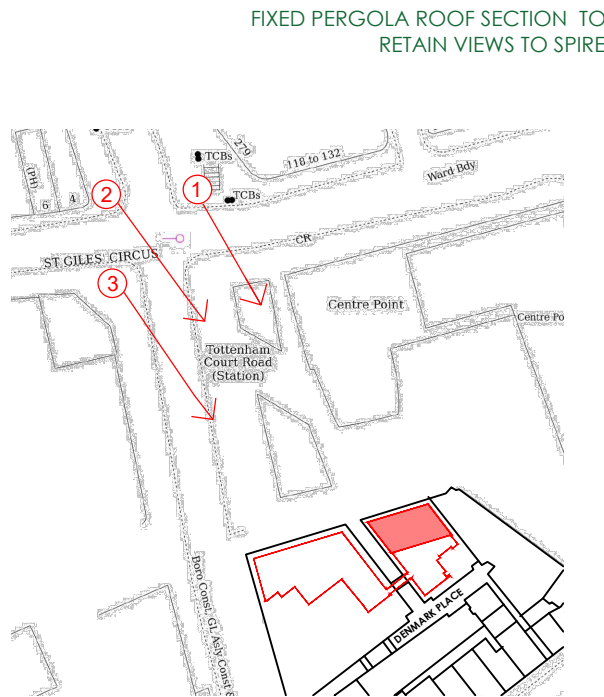 FIXED PERGOLA ROOF SECTION TO
RETAIN VIEWS TO SPIRE
279
TCBs
118 to 132
(PH)
Ward Bdy
6
4
2
1
TCBs
CR
ST GILES' CIRCUS
3
Centre Point
Centre Po
Tottenham
Court Road
(Station)
Boro Const, GL Asly Const &
DENMARK PLACE